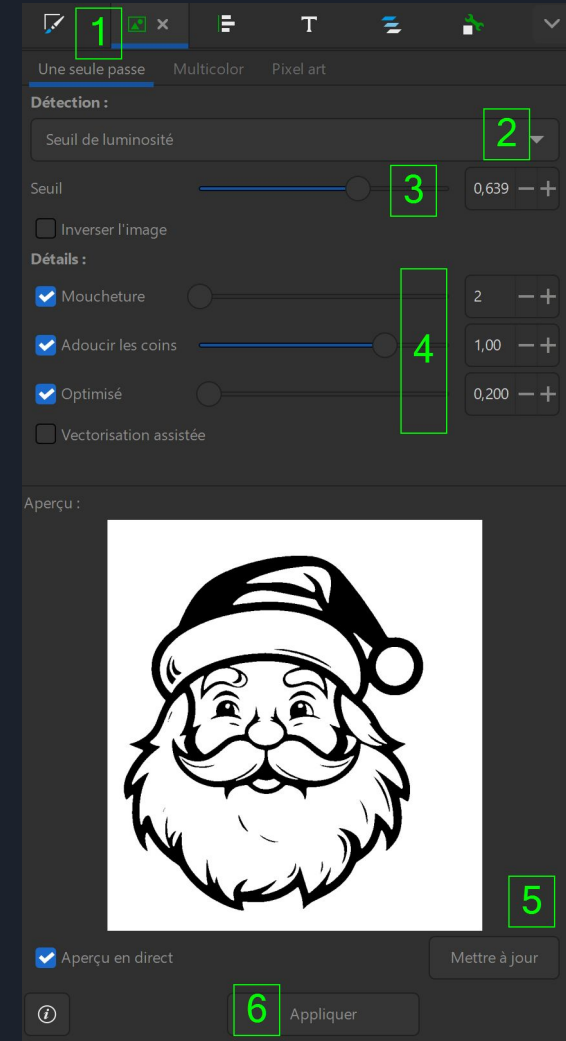 1
T
Une seule passe Multicolor Pixel art
Détection :
Seuil de luminosité 2
Seuil 3 0,639 − +
Inverser l'image
Détails :
Moucheture 2 − +
Adoucir les coins 4 1,00 − +
Optimisé 0,200 − +
Vectorisation assistée
Aperçu :
5
Aperçu en direct Mettre à jour
6 Appliquer